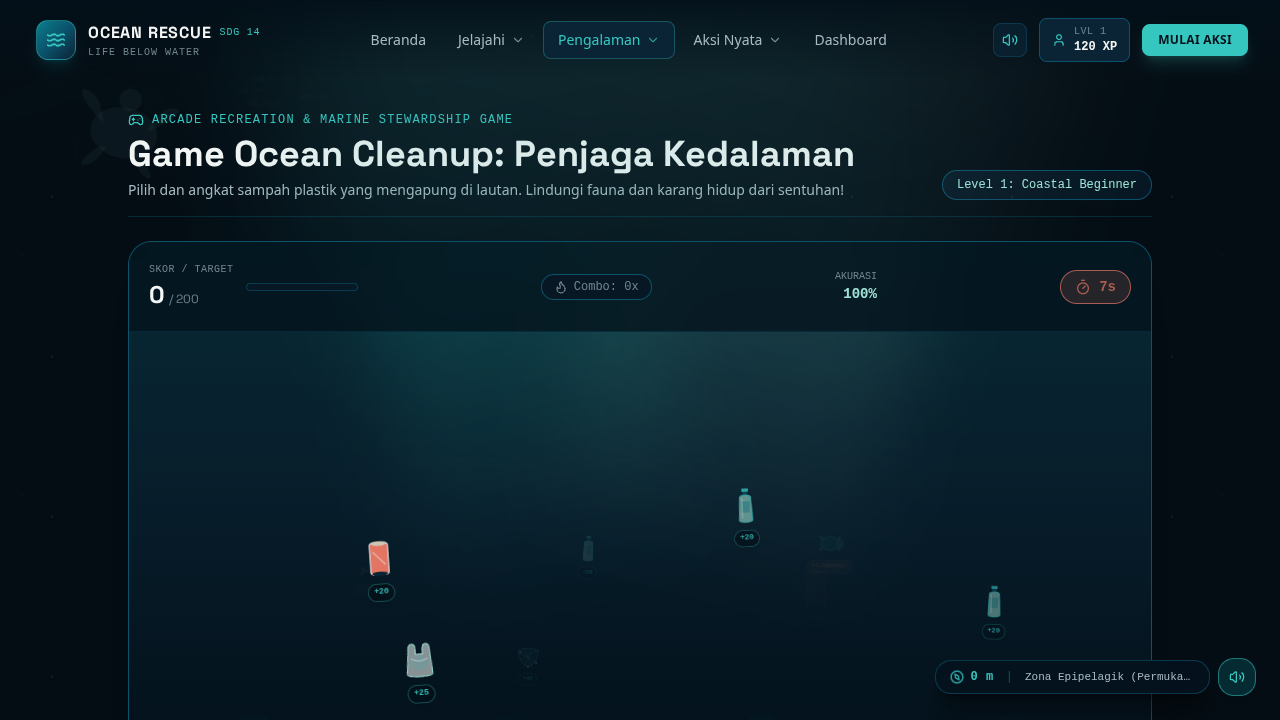 OCEAN RESCUE SDG 14
LIFE BELOW WATER
Beranda
Jelajahi
Pengalaman
Aksi Nyata
Dashboard
LVL 1
120 XP
MULAI AKSI
ARCADE RECREATION & MARINE STEWARDSHIP GAME
Game Ocean Cleanup: Penjaga Kedalaman
Pilih dan angkat sampah plastik yang mengapung di lautan. Lindungi fauna dan karang hidup dari sentuhan!
Level 1: Coastal Beginner
SKOR / TARGET
0 / 200
Combo: 0x
AKURASI
100%
7s
+20
+20
+20
+25
0 m | Zona Epipelagik (Permuka…